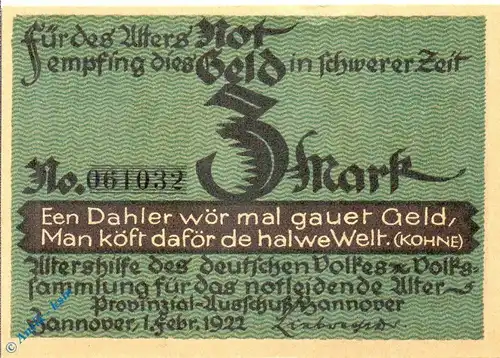 Für des Alters Not
empfing dies Geld in schwerer Zeit
3
No. 061032 Mark
Een Dahler wör mal gauet Geld,
Man köft daför de halwe Welt. (KOHNE)
Altershilfe des deutschen Volkes Volks-
sammlung für das notleidende Alter
Provinzial-Ausschuß Hannover
Hannover, 1. Febr. 1922